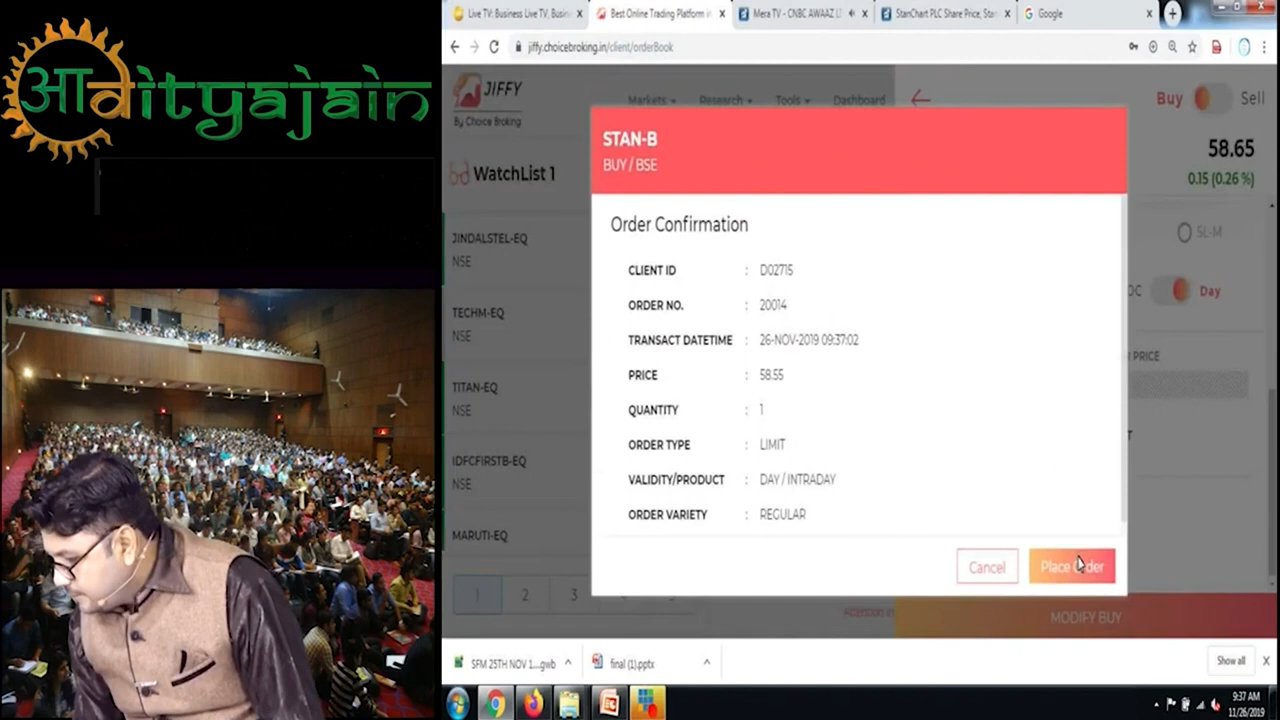 आdityajain
Live TV: Business Live TV, Busin
Best Online Trading Platform in
Mera TV - CNBC AWAAZ L
StanChart PLC Share Price, Sta
Google
jiffy.choicebroking.in/client/orderBook
JIFFY
By Choice Broking
Markets
Research
Tools
Dashboard
Buy
Sell
58.65
0.15 (0.26 %)
WatchList 1
JINDALSTEL-EQ
NSE
TECHM-EQ
NSE
TITAN-EQ
NSE
IDFCFIRSTB-EQ
NSE
MARUTI-EQ
1 2 3
STAN-B
BUY / BSE
Order Confirmation
CLIENT ID : D02715
ORDER NO. : 20014
TRANSACT DATETIME : 26-NOV-2019 09:37:02
PRICE : 58.55
QUANTITY : 1
ORDER TYPE : LIMIT
VALIDITY/PRODUCT : DAY / INTRADAY
ORDER VARIETY : REGULAR
Cancel
Place Order
SL-M
Day
PRICE
MODIFY BUY
SFM 25TH NOV 1....gwb
final (1).pptx
Show all
9:37 AM
11/26/2019